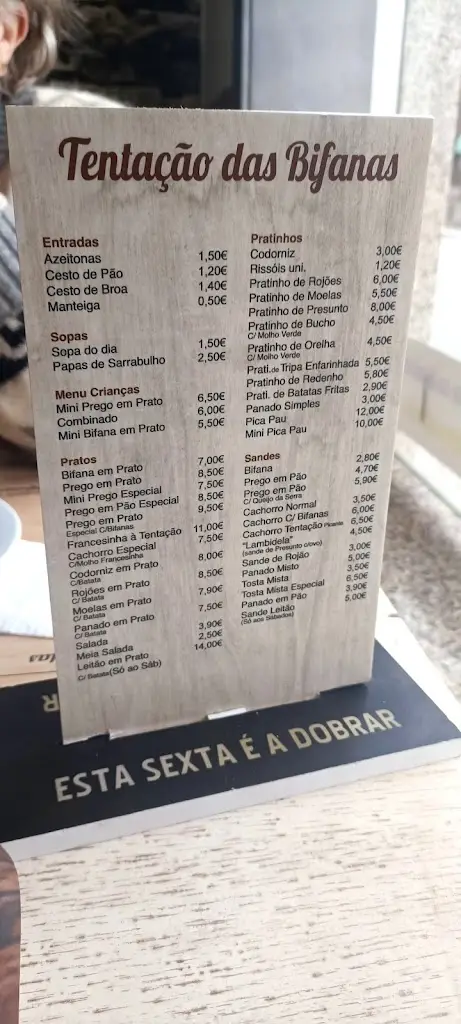 Tentação das Bifanas
Entradas
Azeitonas 1,50€
Cesto de Pão 1,20€
Cesto de Broa 1,40€
Manteiga 0,50€
Sopas
Sopa do dia 1,50€
Papas de Sarrabulho 2,50€
Menu Crianças
Mini Prego em Prato 6,50€
Combinado 6,00€
Mini Bifana em Prato 5,50€
Pratos
Bifana em Prato 7,00€
Prego em Prato 8,50€
Mini Prego Especial 7,50€
Prego em Pão Especial 8,50€
Prego em Prato 9,50€
Especial C/Bifanas
Francesinha à Tentação 11,00€
Cachorro Especial 7,50€
C/Molho Francesinha
Codorniz em Prato 8,00€
C/Batata
Rojões em Prato 8,50€
C/ Batata
Moelas em Prato 7,90€
C/ Batata
Panado em Prato 7,50€
C/ Batata
Salada 3,90€
Meia Salada 2,50€
Leitão em Prato 14,00€
C/ Batata (Só ao Sáb)
Pratinhos
Codorniz 3,00€
Rissóis uni. 1,20€
Pratinho de Rojões 6,00€
Pratinho de Moelas 5,50€
Pratinho de Presunto 8,00€
Pratinho de Bucho 4,50€
C/ Molho Verde
Pratinho de Orelha 4,50€
C/ Molho Verde
Prati. de Tripa Enfarinhada 5,50€
Pratinho de Redenho 5,80€
Prati. de Batatas Fritas 2,90€
Panado Simples 3,00€
Pica Pau 12,00€
Mini Pica Pau 10,00€
Sandes
Bifana 2,80€
Prego em Pão 4,70€
Prego em Pão 5,90€
C/ Queijo da Serra
Cachorro Normal 3,50€
Cachorro C/ Bifanas 6,00€
Cachorro Tentação Picante 6,50€
"Lambidela" 4,50€
(sande de Presunto c/ovo)
Sande de Rojão 3,00€
Panado Misto 5,00€
Tosta Mista 3,50€
Tosta Mista Especial 6,50€
Panado em Pão 3,90€
Sande Leitão 5,00€
(Só aos Sábados)
ESTA SEXTA É A DOBRAR